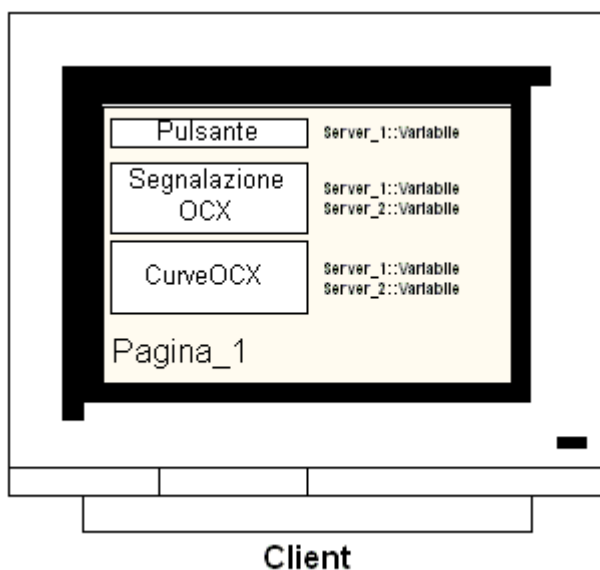 Pulsante
Server_1::Variabile
Segnalazione
OCX
Server_1::Variabile
Server_2::Variabile
CurveOCX
Server_1::Variabile
Server_2::Variabile
Pagina_1
Client